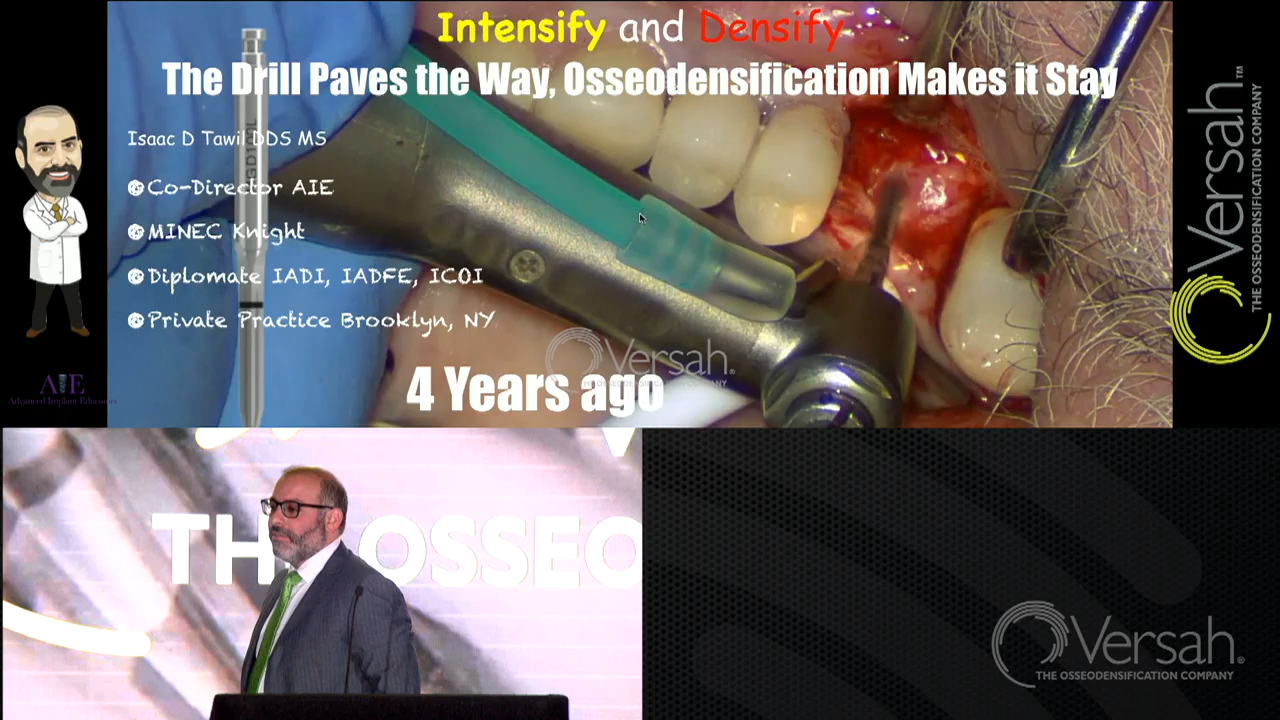 Intensify and Densify
The Drill Paves the Way, Osseodensification Makes it Stay
Isaac D Tawil DDS MS
Co-Director AIE
MINEC Knight
Diplomate IADI, IADFE, ICOI
Private Practice Brooklyn, NY
4 Years ago
Versah®
AIE
Advanced Implant Educators
Versah™
THE OSSEODENSIFICATION COMPANY
TH OSSEO
Versah®
THE OSSEODENSIFICATION COMPANY